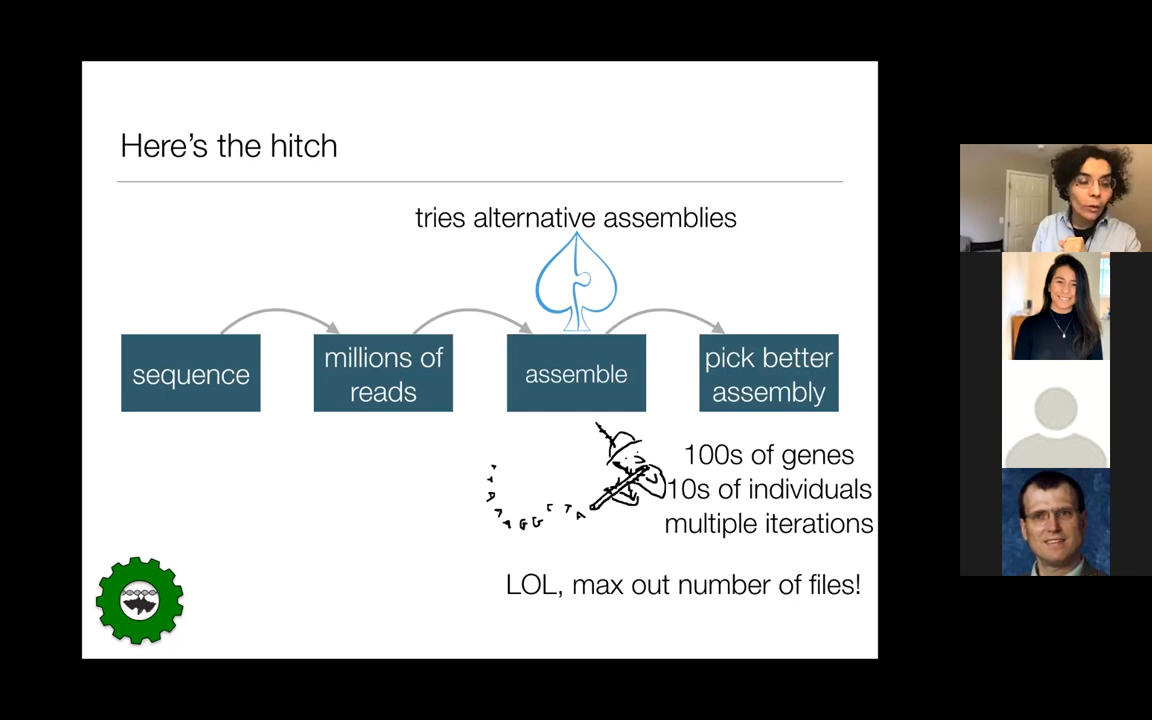 Here's the hitch
tries alternative assemblies
sequence
millions of
reads
assemble
pick better
assembly
100s of genes
10s of individuals
multiple iterations
LOL, max out number of files!